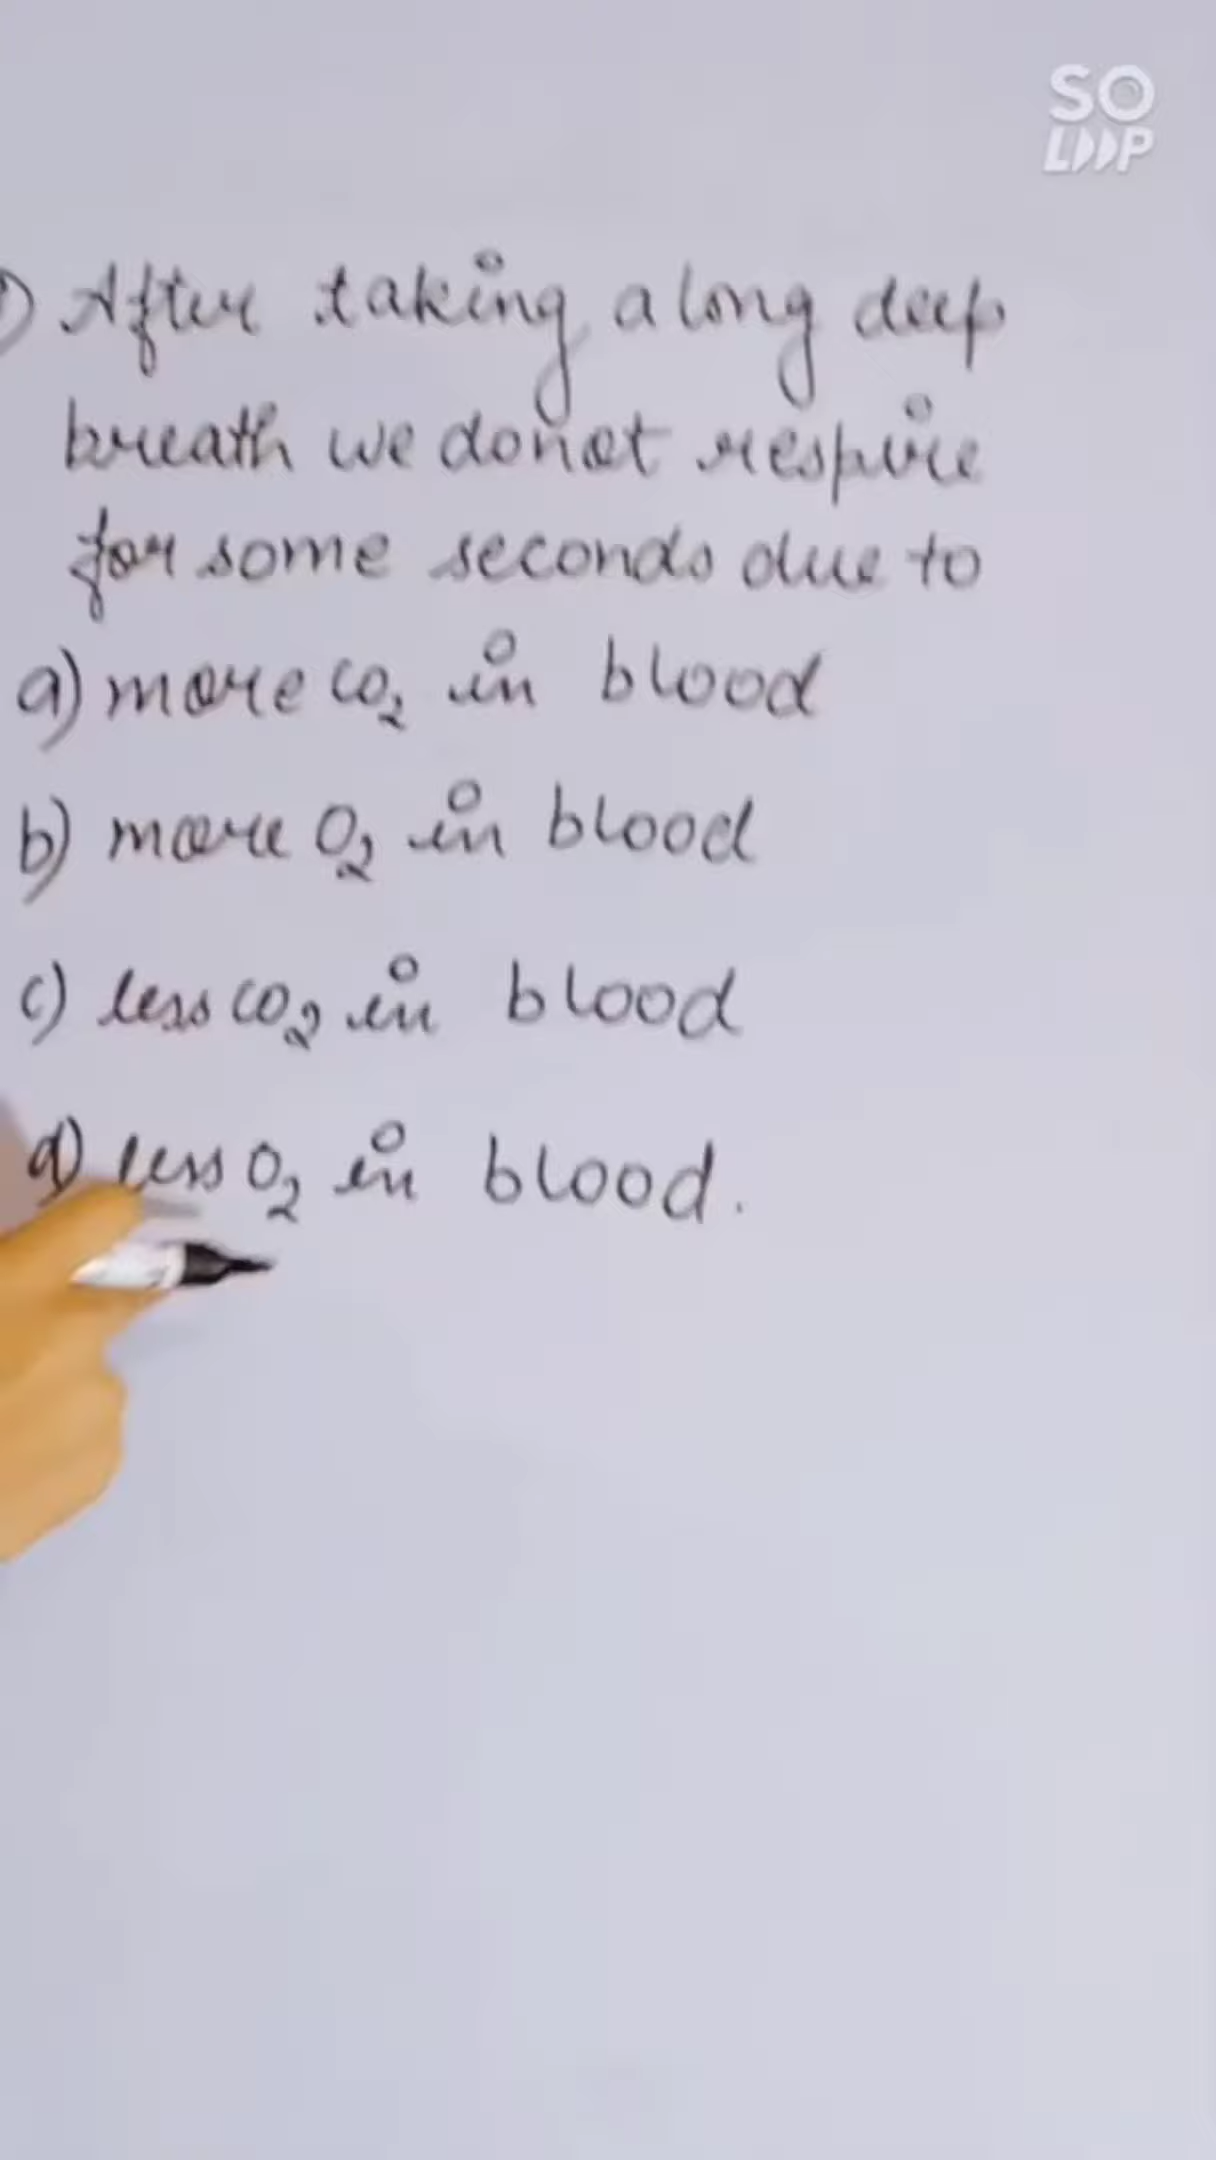 SO
LOOP
) After taking a long deep
breath we donot respire
for some seconds due to
a) more CO₂ in blood
b) more O₂ in blood
c) less CO₂ in blood
d) less O₂ in blood.